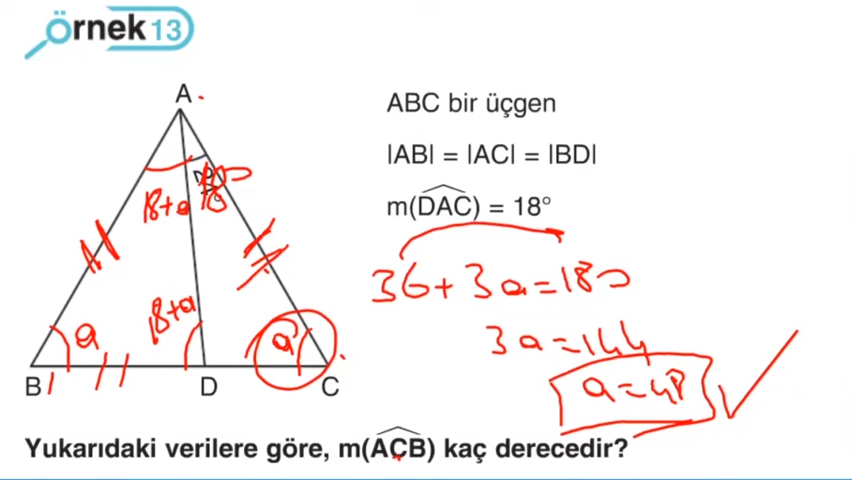 örnek 13
A
ABC bir üçgen
|AB| = |AC| = |BD|
m(DAC) = 18°
18+a 18°
36+3a=180
18+a
3a=144
a a
a=48
B D C
Yukarıdaki verilere göre, m(ACB) kaç derecedir?